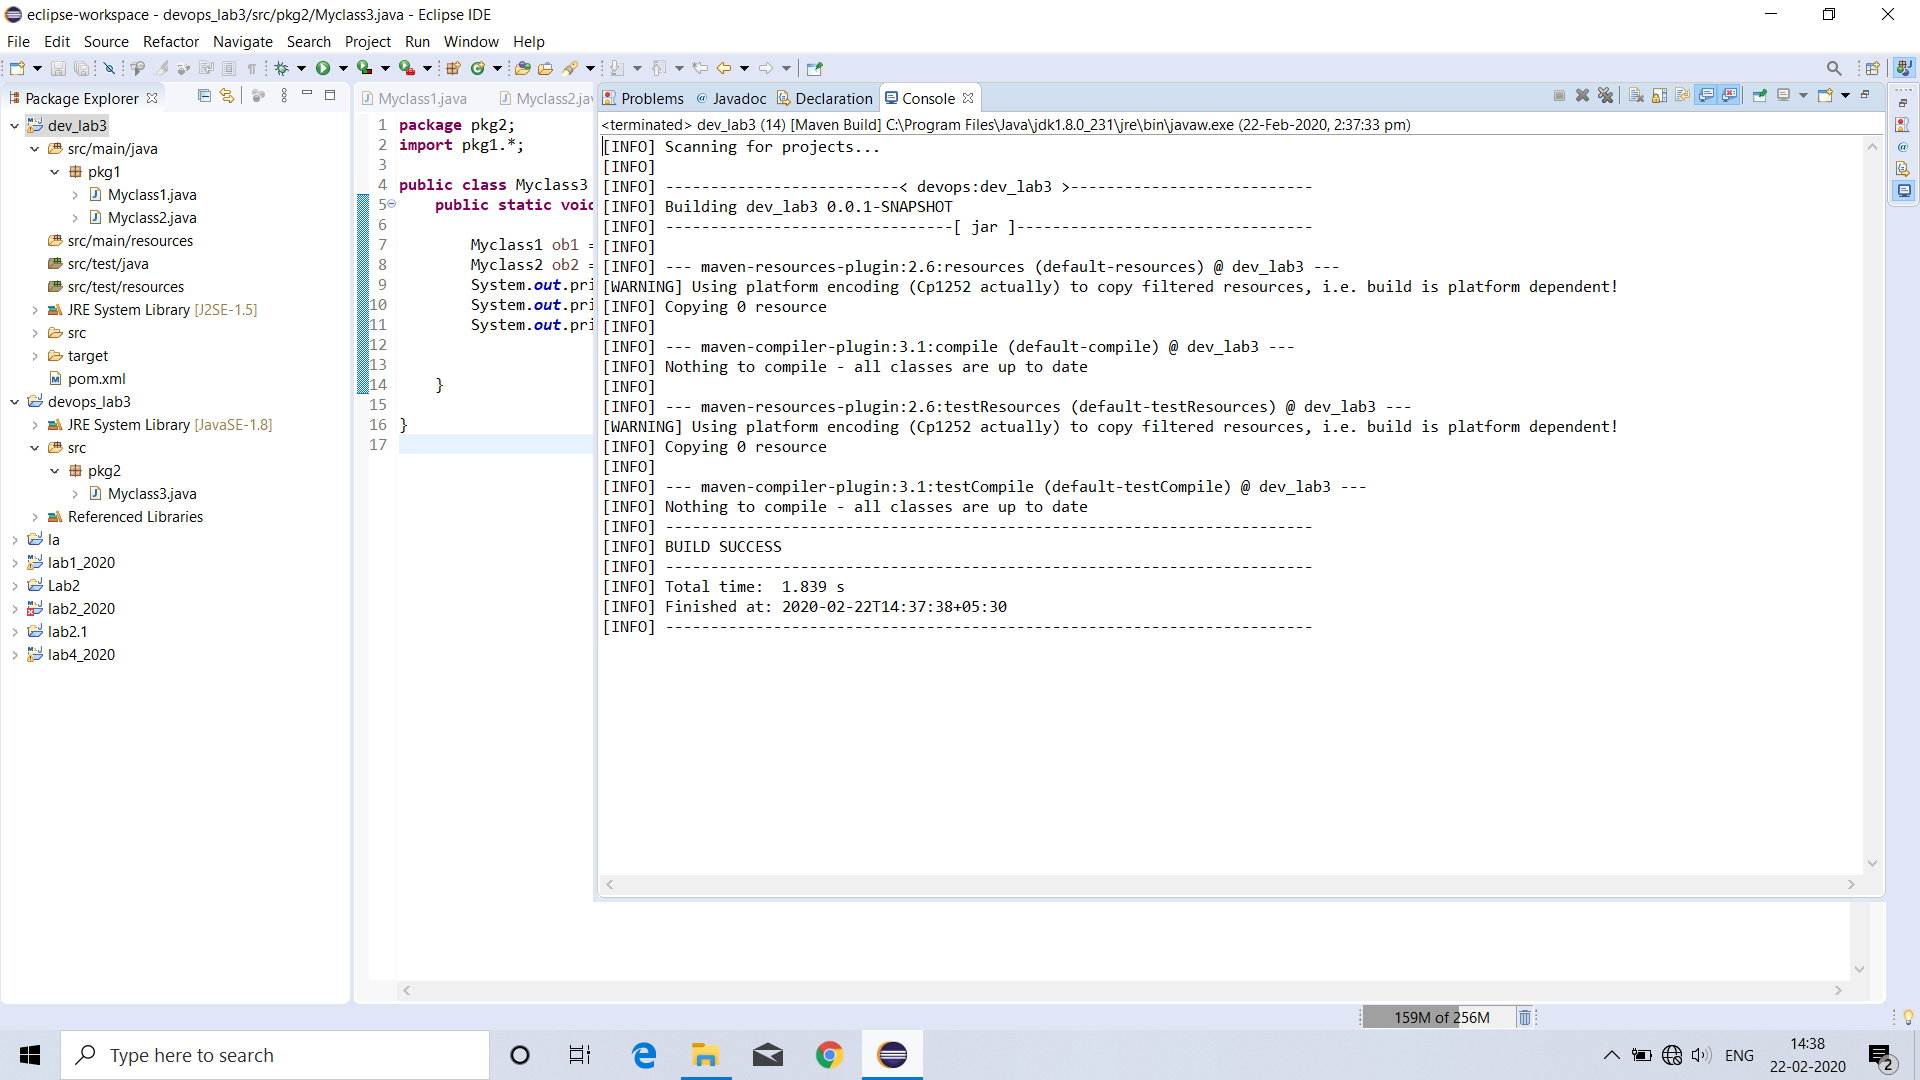 eclipse-workspace - devops_lab3/src/pkg2/Myclass3.java - Eclipse IDE
File Edit Source Refactor Navigate Search Project Run Window Help
Package Explorer
dev_lab3
src/main/java
pkg1
Myclass1.java
Myclass2.java
src/main/resources
src/test/java
src/test/resources
JRE System Library [J2SE-1.5]
src
target
pom.xml
devops_lab3
JRE System Library [JavaSE-1.8]
src
pkg2
Myclass3.java
Referenced Libraries
la
lab1_2020
Lab2
lab2_2020
lab2.1
lab4_2020
Myclass1.java Myclass2.jav
1 package pkg2;
2 import pkg1.*;
3
4 public class Myclass3
5 public static void
6
7 Myclass1 ob1 =
8 Myclass2 ob2 =
9 System.out.pri
10 System.out.pri
11 System.out.pri
12
13
14 }
15
16 }
17
Problems @ Javadoc Declaration Console
<terminated> dev_lab3 (14) [Maven Build] C:\Program Files\Java\jdk1.8.0_231\jre\bin\javaw.exe (22-Feb-2020, 2:37:33 pm)
[INFO] Scanning for projects...
[INFO]
[INFO] --------------------------< devops:dev_lab3 >---------------------------
[INFO] Building dev_lab3 0.0.1-SNAPSHOT
[INFO] --------------------------------[ jar ]---------------------------------
[INFO]
[INFO] --- maven-resources-plugin:2.6:resources (default-resources) @ dev_lab3 ---
[WARNING] Using platform encoding (Cp1252 actually) to copy filtered resources, i.e. build is platform dependent!
[INFO] Copying 0 resource
[INFO]
[INFO] --- maven-compiler-plugin:3.1:compile (default-compile) @ dev_lab3 ---
[INFO] Nothing to compile - all classes are up to date
[INFO]
[INFO] --- maven-resources-plugin:2.6:testResources (default-testResources) @ dev_lab3 ---
[WARNING] Using platform encoding (Cp1252 actually) to copy filtered resources, i.e. build is platform dependent!
[INFO] Copying 0 resource
[INFO]
[INFO] --- maven-compiler-plugin:3.1:testCompile (default-testCompile) @ dev_lab3 ---
[INFO] Nothing to compile - all classes are up to date
[INFO] ------------------------------------------------------------------------
[INFO] BUILD SUCCESS
[INFO] ------------------------------------------------------------------------
[INFO] Total time:  1.839 s
[INFO] Finished at: 2020-02-22T14:37:38+05:30
[INFO] ------------------------------------------------------------------------
159M of 256M
Type here to search
ENG
14:38
22-02-2020
2